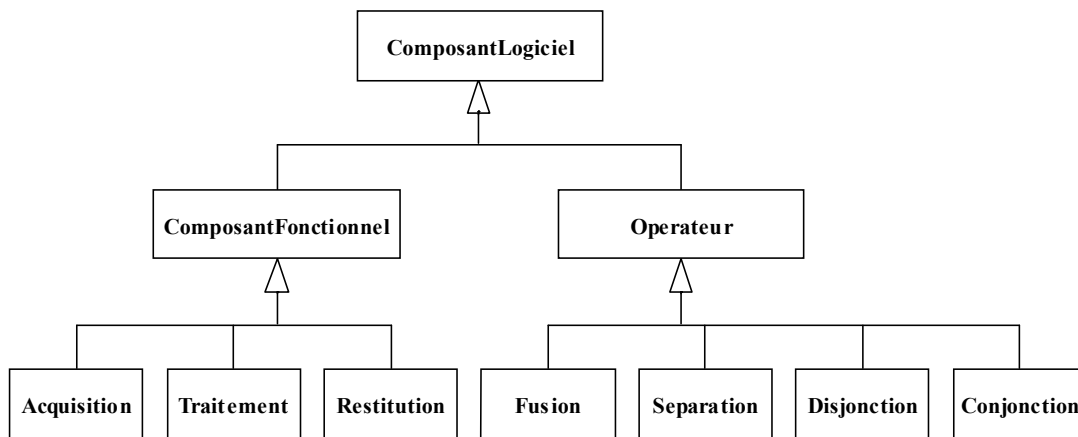 ComposantLogiciel
ComposantFonctionnel
Operateur
Acquisition
Traitement
Restitution
Fusion
Separation
Disjonction
Conjonction